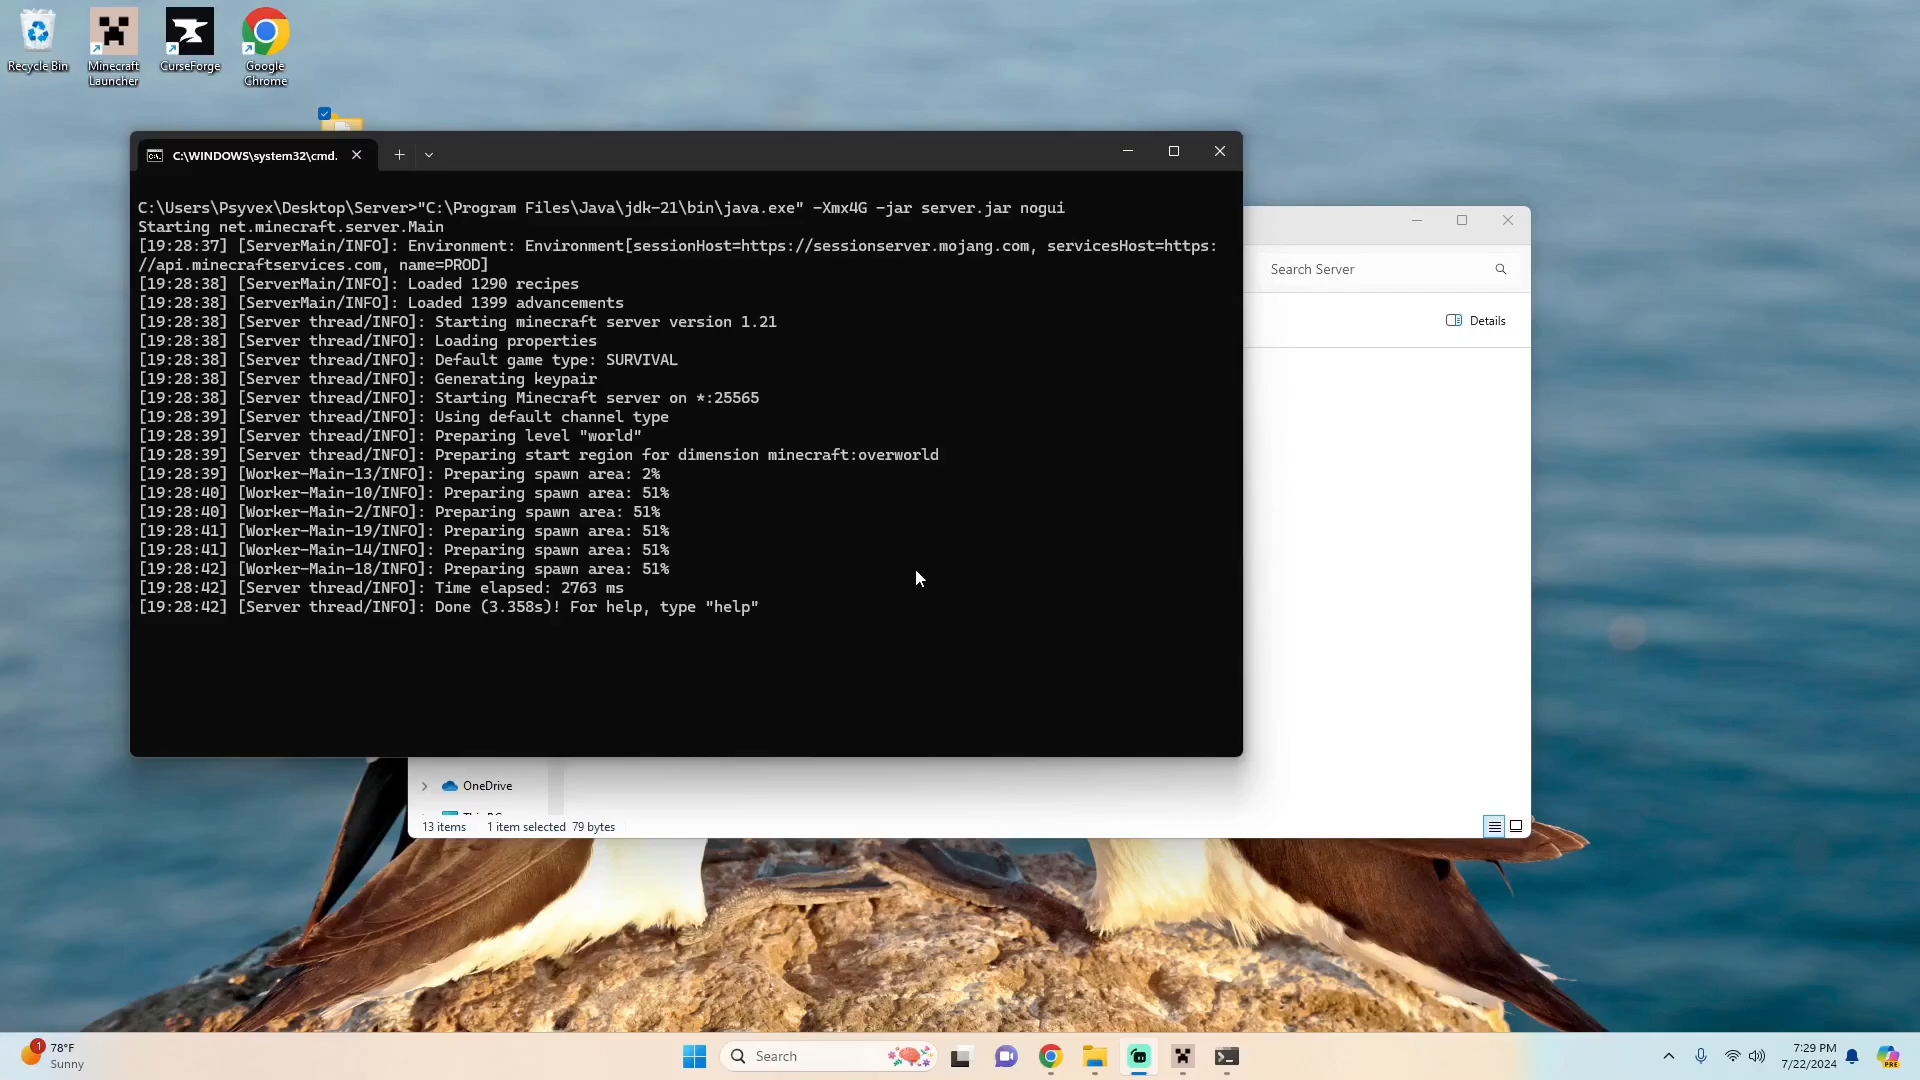 Recycle Bin
Minecraft
Launcher
CurseForge
Google
Chrome
C:\WINDOWS\system32\cmd.
C:\Users\Psyvex\Desktop\Server>"C:\Program Files\Java\jdk-21\bin\java.exe" -Xmx4G -jar server.jar nogui
Starting net.minecraft.server.Main
[19:28:37] [ServerMain/INFO]: Environment: Environment[sessionHost=https://sessionserver.mojang.com, servicesHost=https:
//api.minecraftservices.com, name=PROD]
[19:28:38] [ServerMain/INFO]: Loaded 1290 recipes
[19:28:38] [ServerMain/INFO]: Loaded 1399 advancements
[19:28:38] [Server thread/INFO]: Starting minecraft server version 1.21
[19:28:38] [Server thread/INFO]: Loading properties
[19:28:38] [Server thread/INFO]: Default game type: SURVIVAL
[19:28:38] [Server thread/INFO]: Generating keypair
[19:28:38] [Server thread/INFO]: Starting Minecraft server on *:25565
[19:28:39] [Server thread/INFO]: Using default channel type
[19:28:39] [Server thread/INFO]: Preparing level "world"
[19:28:39] [Server thread/INFO]: Preparing start region for dimension minecraft:overworld
[19:28:39] [Worker-Main-13/INFO]: Preparing spawn area: 2%
[19:28:40] [Worker-Main-10/INFO]: Preparing spawn area: 51%
[19:28:40] [Worker-Main-2/INFO]: Preparing spawn area: 51%
[19:28:41] [Worker-Main-19/INFO]: Preparing spawn area: 51%
[19:28:41] [Worker-Main-14/INFO]: Preparing spawn area: 51%
[19:28:42] [Worker-Main-18/INFO]: Preparing spawn area: 51%
[19:28:42] [Server thread/INFO]: Time elapsed: 2763 ms
[19:28:42] [Server thread/INFO]: Done (3.358s)! For help, type "help"
Search Server
Details
OneDrive
13 items 1 item selected 79 bytes
1
78°F
Sunny
Search
7:29 PM
7/22/2024
PRE